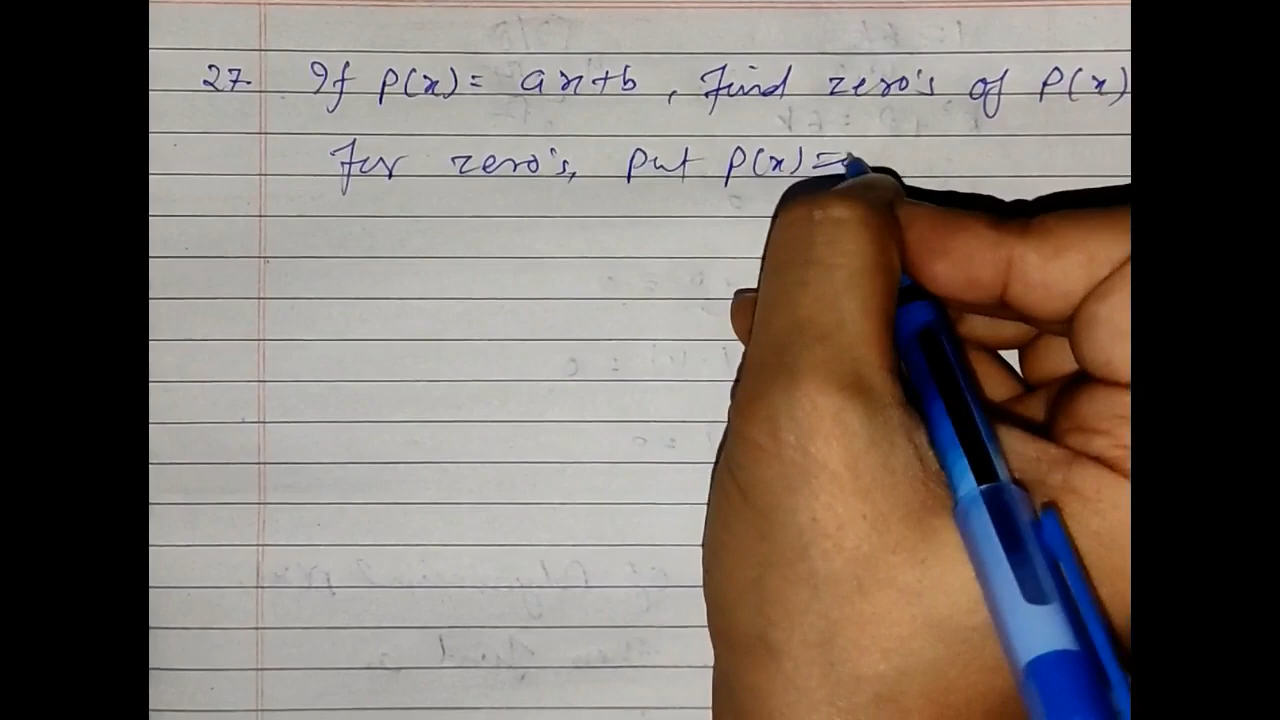 27. If P(x) = ax+b , find zero's of P(x)
For zero's, put P(x) =